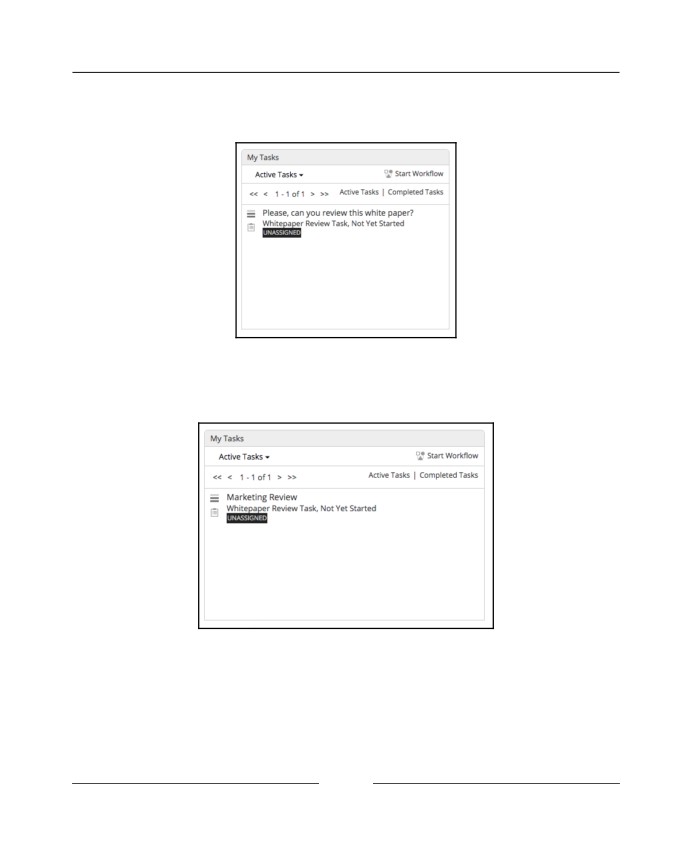 My Tasks
Active Tasks
Start Workflow
<< < 1 - 1 of 1 > >>
Active Tasks | Completed Tasks
Please, can you review this white paper?
Whitepaper Review Task, Not Yet Started
UNASSIGNED
My Tasks
Active Tasks
Start Workflow
<< < 1 - 1 of 1 > >>
Active Tasks | Completed Tasks
Marketing Review
Whitepaper Review Task, Not Yet Started
UNASSIGNED